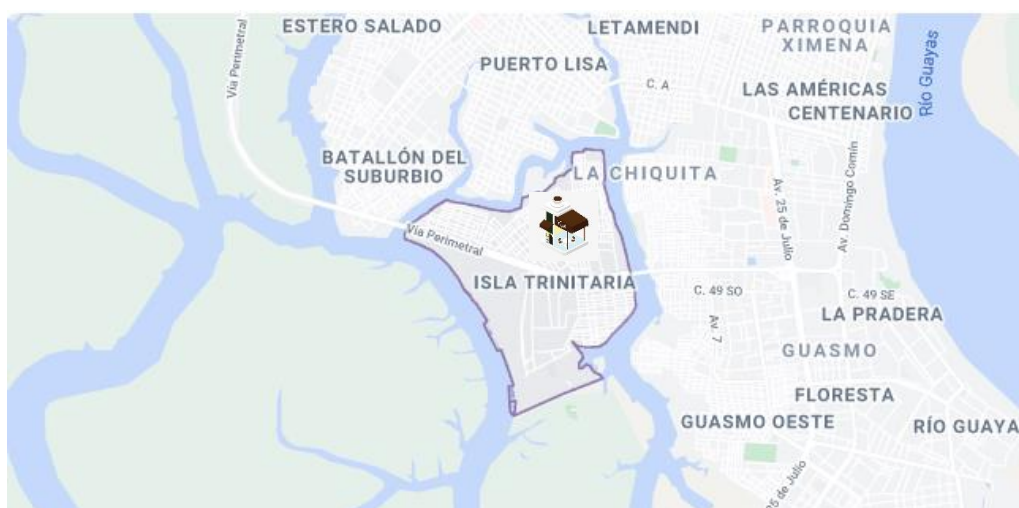 ESTERO SALADO
LETAMENDI
PARROQUIA
XIMENA
Vía Perimetral
PUERTO LISA
C. A
LAS AMÉRICAS
CENTENARIO
Río Guayas
BATALLÓN DEL
SUBURBIO
LA CHIQUITA
Av. 25 de Julio
Av. Domingo Comín
Vía Perimetral
ISLA TRINITARIA
C. 49 SO
C. 49 SE
Av. 7
LA PRADERA
GUASMO
FLORESTA
GUASMO OESTE
RÍO GUAYA
25 de Julio